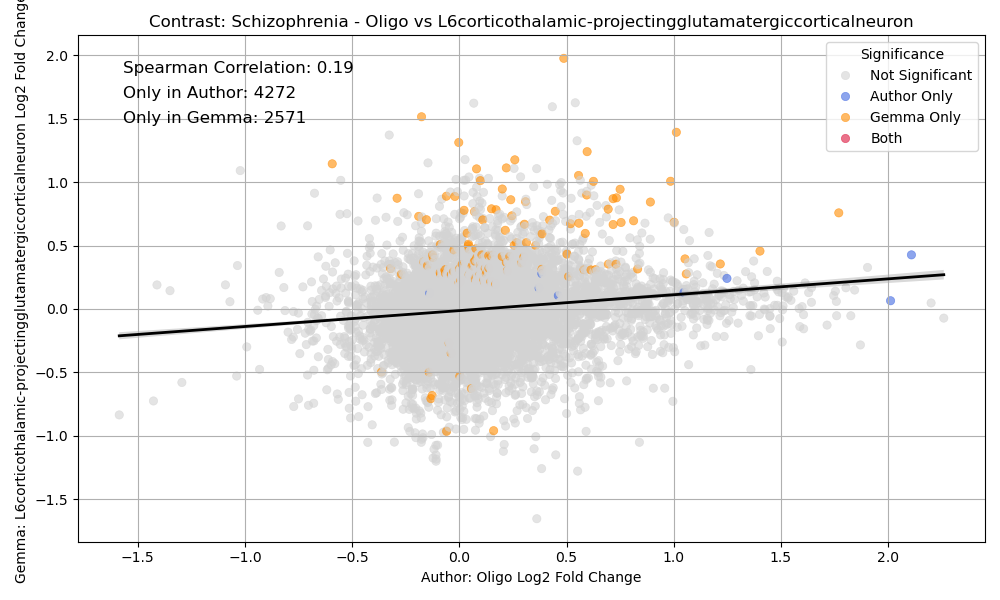 Contrast: Schizophrenia - Oligo vs L6corticothalamic-projectingglutamatergiccorticalneuron
Gemma: L6corticothalamic-projectingglutamatergiccorticalneuron Log2 Fold Change
2.0
1.5
1.0
0.5
0.0
−0.5
−1.0
−1.5
Spearman Correlation: 0.19
Only in Author: 4272
Only in Gemma: 2571
Significance
Not Significant
Author Only
Gemma Only
Both
−1.5 −1.0 −0.5 0.0 0.5 1.0 1.5 2.0
Author: Oligo Log2 Fold Change